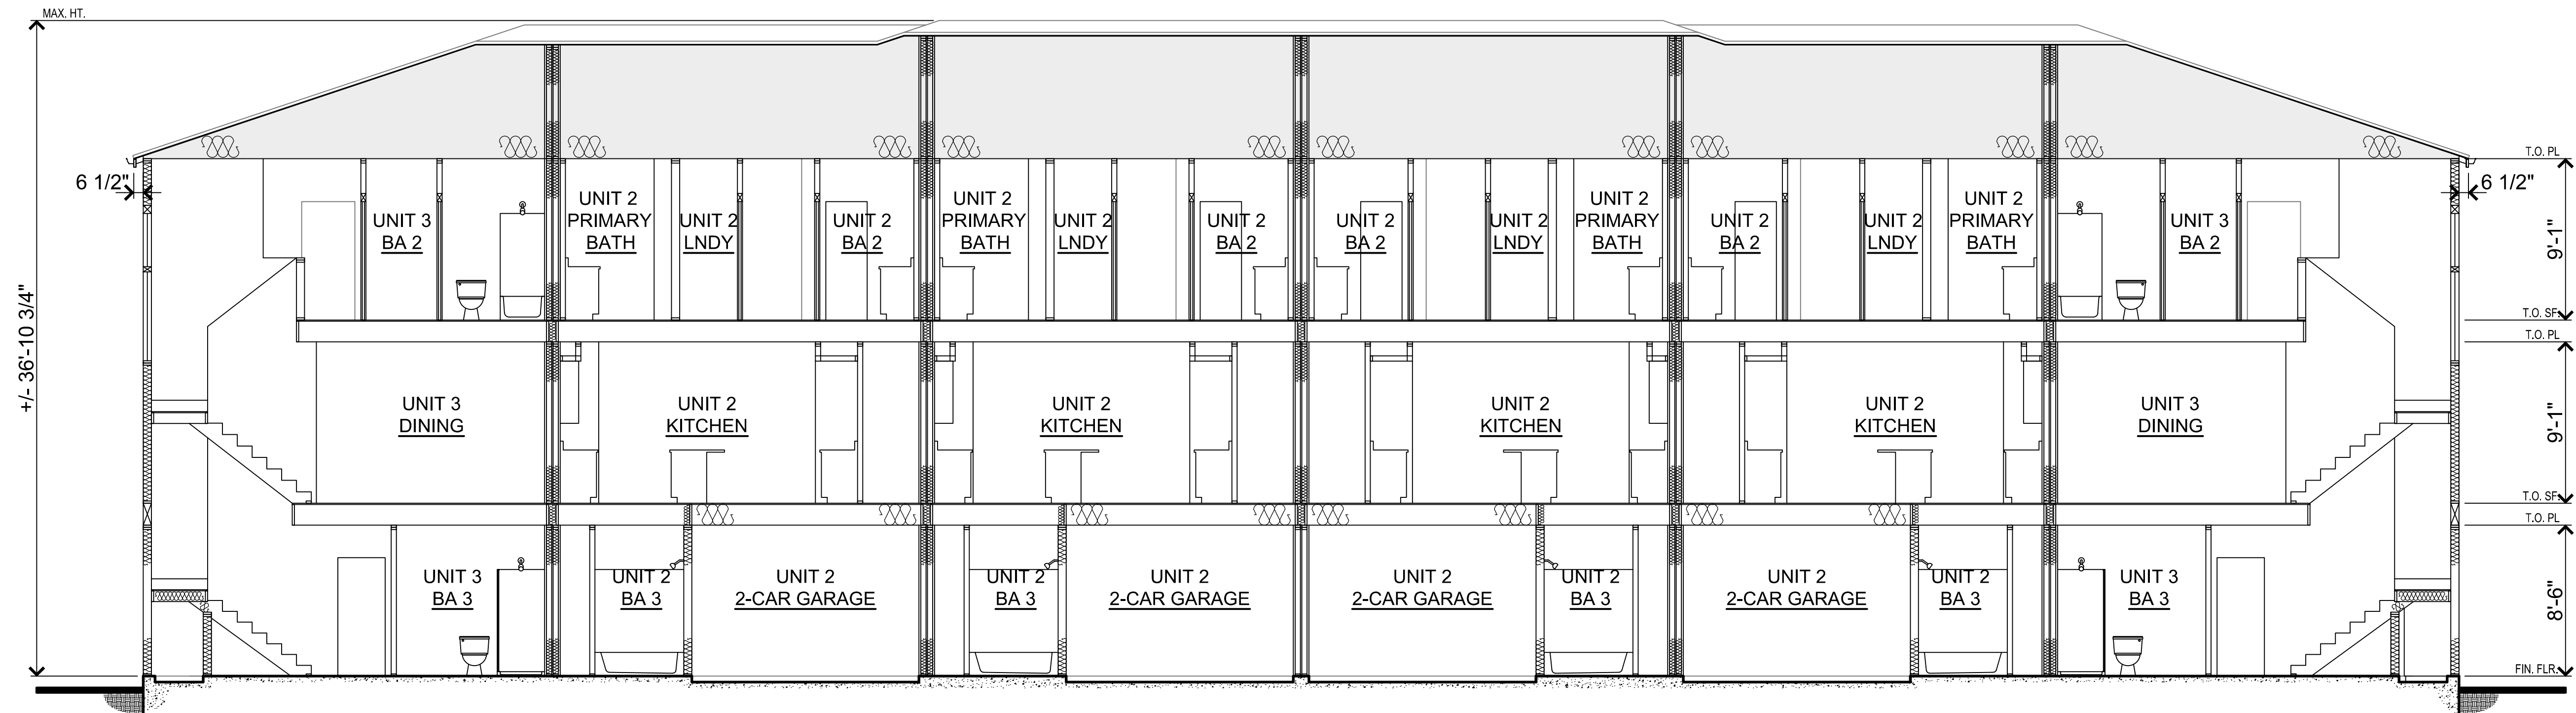 MAX. HT.
T.O. PL
6 1/2"
6 1/2"
UNIT 3
BA 2
UNIT 2
PRIMARY
BATH
UNIT 2
LNDY
UNIT 2
BA 2
UNIT 2
PRIMARY
BATH
UNIT 2
LNDY
UNIT 2
BA 2
UNIT 2
BA 2
UNIT 2
LNDY
UNIT 2
PRIMARY
BATH
UNIT 2
BA 2
UNIT 2
LNDY
UNIT 2
PRIMARY
BATH
UNIT 3
BA 2
9'-1"
T.O. SF.
T.O. PL
+/- 36'-10 3/4"
UNIT 3
DINING
UNIT 2
KITCHEN
UNIT 2
KITCHEN
UNIT 2
KITCHEN
UNIT 2
KITCHEN
UNIT 3
DINING
9'-1"
T.O. SF.
T.O. PL
UNIT 3
BA 3
UNIT 2
BA 3
UNIT 2
2-CAR GARAGE
UNIT 2
BA 3
UNIT 2
2-CAR GARAGE
UNIT 2
2-CAR GARAGE
UNIT 2
BA 3
UNIT 2
2-CAR GARAGE
UNIT 2
BA 3
UNIT 3
BA 3
8'-6"
FIN. FLR.